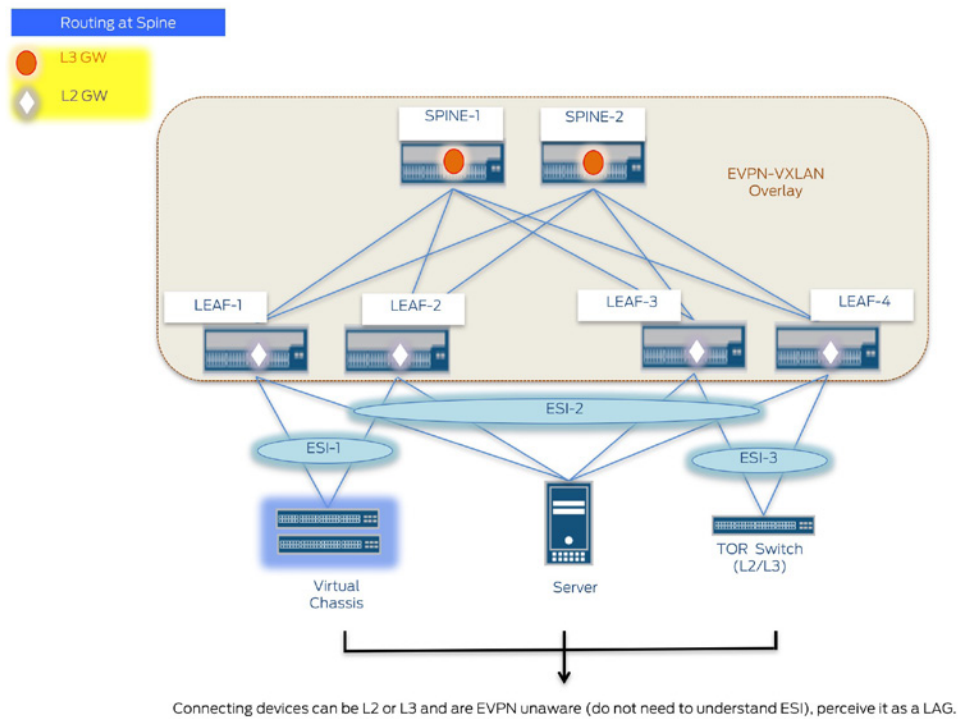 Routing at Spine
L3 GW
L2 GW
SPINE-1
SPINE-2
EVPN-VXLAN
Overlay
LEAF-1
LEAF-2
LEAF-3
LEAF-4
ESI-2
ESI-1
ESI-3
TOR Switch
(L2/L3)
Virtual
Chassis
Server
Connecting devices can be L2 or L3 and are EVPN unaware (do not need to understand ESI), perceive it as a LAG.